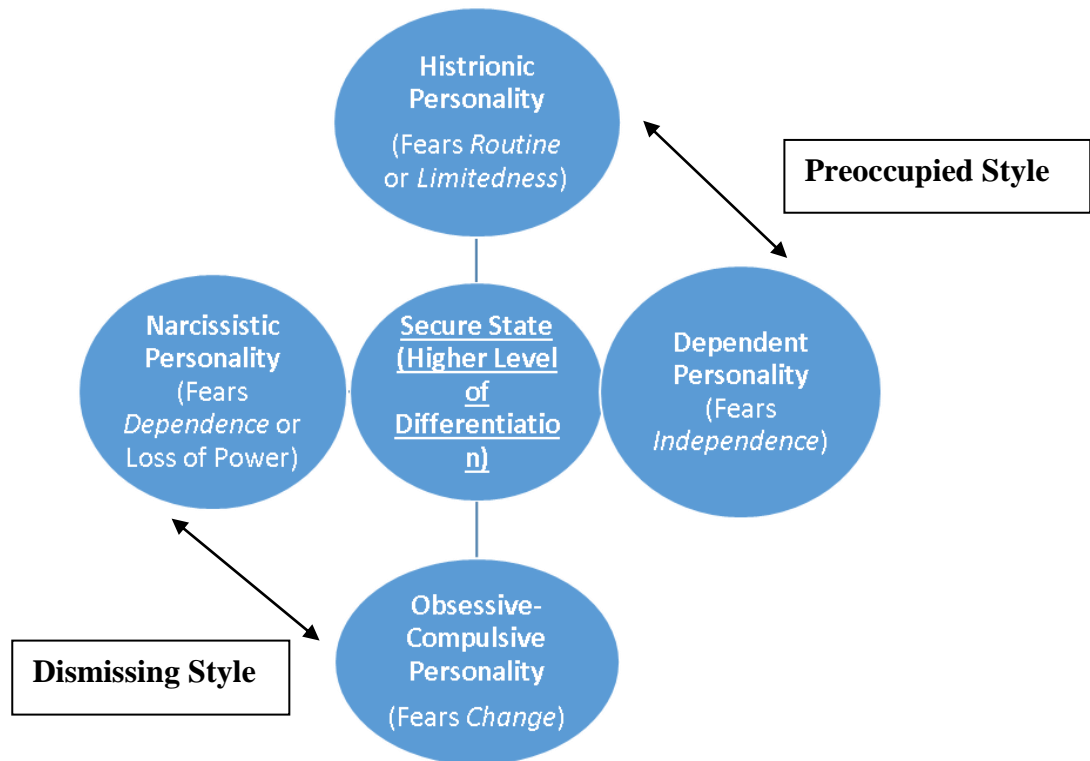 Histrionic
Personality
(Fears Routine
or Limitedness)
Preoccupied Style
Narcissistic
Personality
(Fears
Dependence or
Loss of Power)
Secure State
(Higher Level
of
Differentiatio
n)
Dependent
Personality
(Fears
Independence)
Obsessive-
Compulsive
Personality
(Fears Change)
Dismissing Style